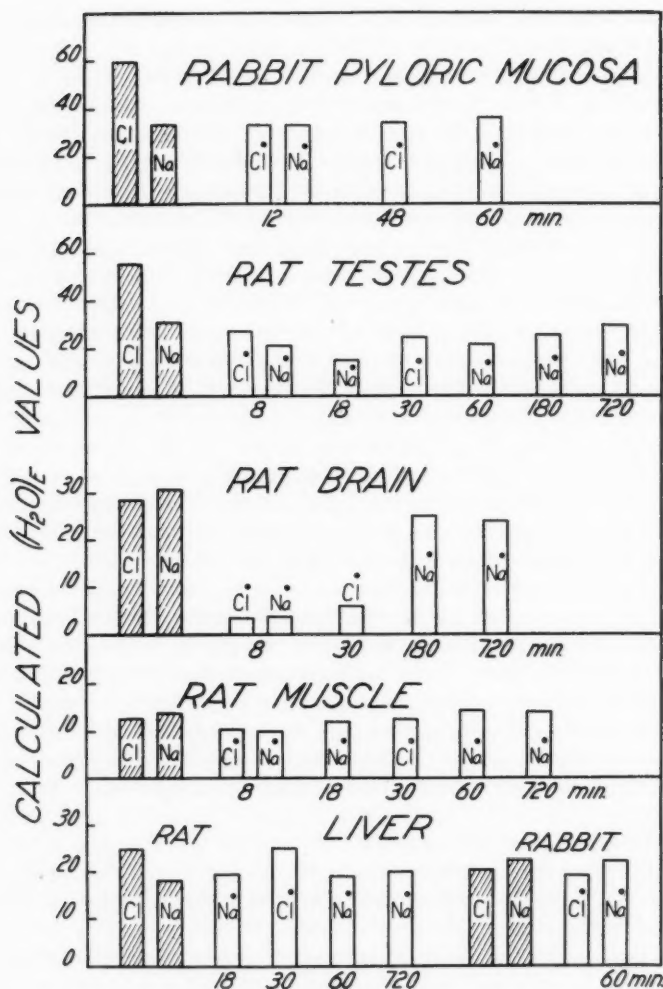 CALCULATED (H₂O)E VALUES
RABBIT PYLORIC MUCOSA
60
40
20
0
Cl Na Cl• Na• Cl• Na•
12 48 60 min.
RAT TESTES
60
40
20
0
Cl Na Cl• Na• Na• Cl• Na• Na• Na•
8 18 30 60 180 720
RAT BRAIN
30
20
10
0
Cl Na Cl• Na• Cl• Na• Na•
8 30 180 720 min.
RAT MUSCLE
20
10
0
Cl Na Cl• Na• Na• Cl• Na• Na•
8 18 30 60 720 min.
LIVER
RAT RABBIT
30
20
10
0
Cl Na Na• Cl• Na• Na• Cl Na Cl• Na•
18 30 60 720 60 min.